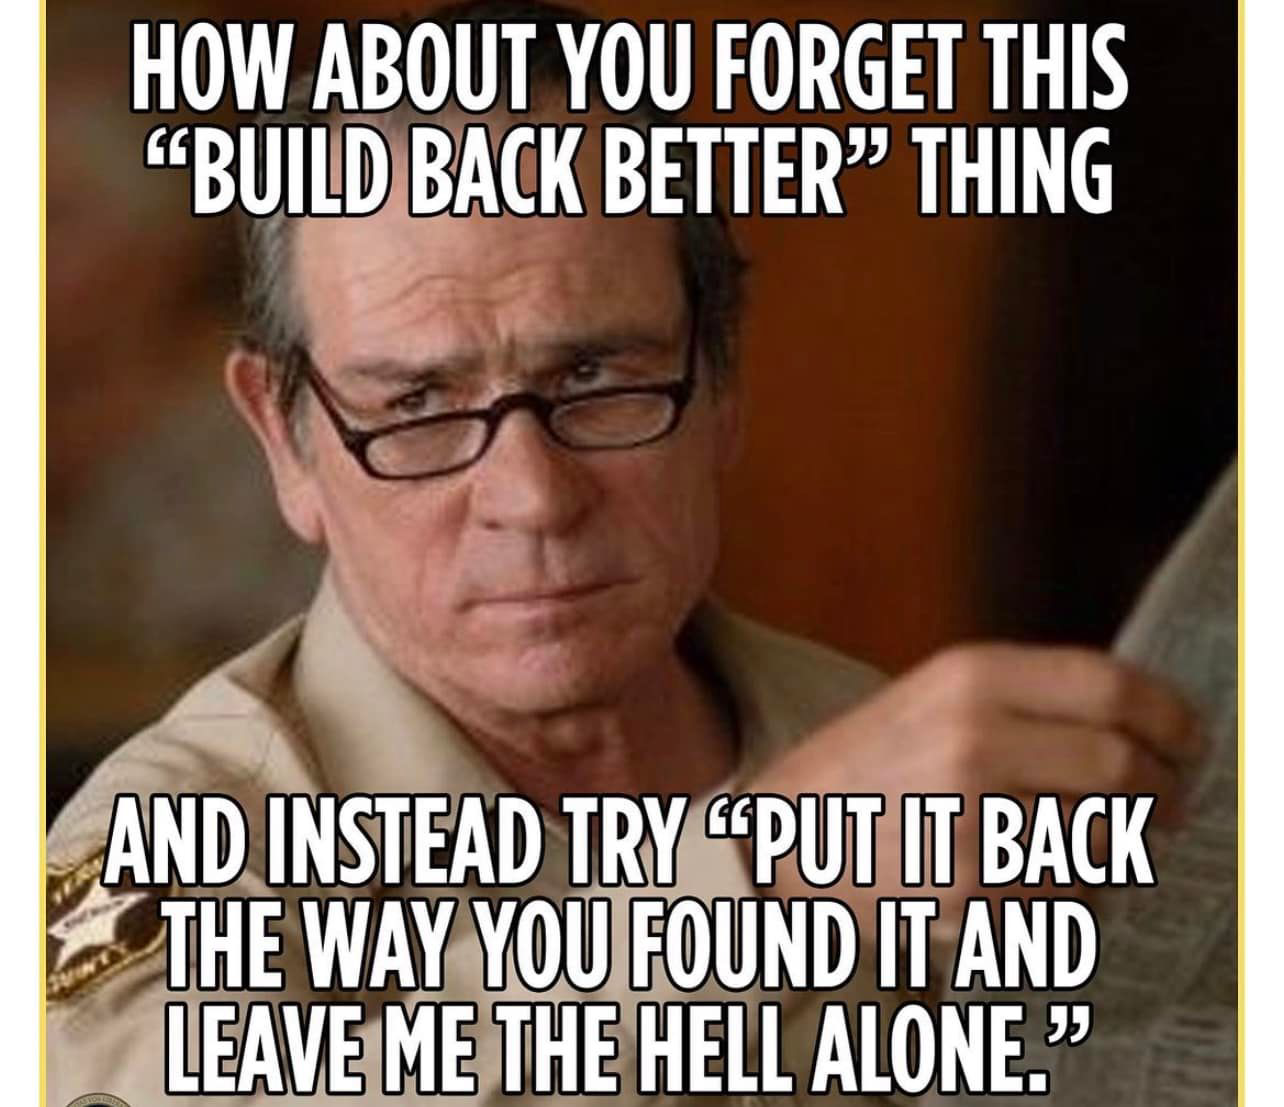 HOW ABOUT YOU FORGET THIS
“BUILD BACK BETTER” THING
AND INSTEAD TRY “PUT IT BACK
THE WAY YOU FOUND IT AND
LEAVE ME THE HELL ALONE.”